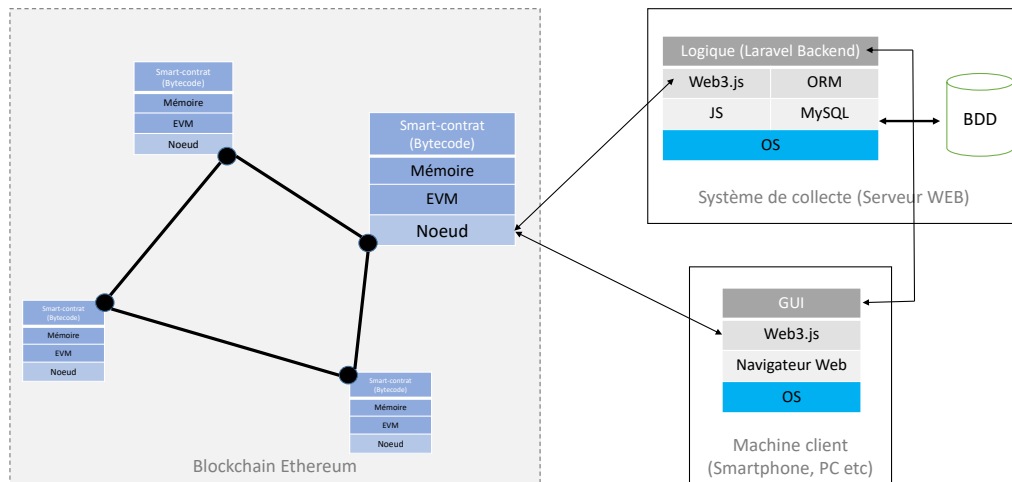 Smart-contrat
(Bytecode)
Mémoire
EVM
Noeud
Smart-contrat
(Bytecode)
Mémoire
EVM
Noeud
Smart-contrat
(Bytecode)
Mémoire
EVM
Noeud
Smart-contrat
(Bytecode)
Mémoire
EVM
Noeud
Blockchain Ethereum
Logique (Laravel Backend)
Web3.js ORM
JS MySQL
OS
BDD
Système de collecte (Serveur WEB)
GUI
Web3.js
Navigateur Web
OS
Machine client
(Smartphone, PC etc)